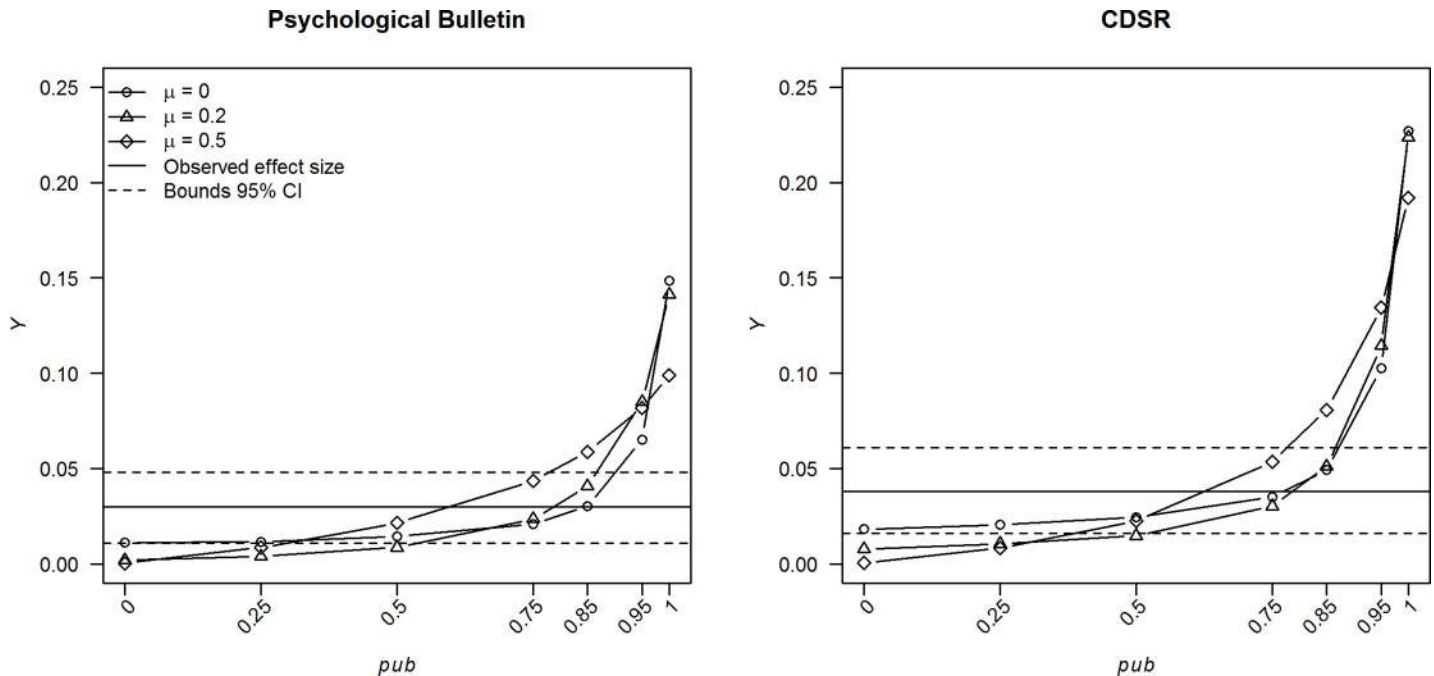 Psychological Bulletin
0.25
0.20
0.15
0.10
0.05
0.00
Y
μ = 0
μ = 0.2
μ = 0.5
Observed effect size
Bounds 95% CI
0 0.25 0.5 0.75 0.85 0.95 1
pub
CDSR
0.25
0.20
0.15
0.10
0.05
0.00
Y
0 0.25 0.5 0.75 0.85 0.95 1
pub